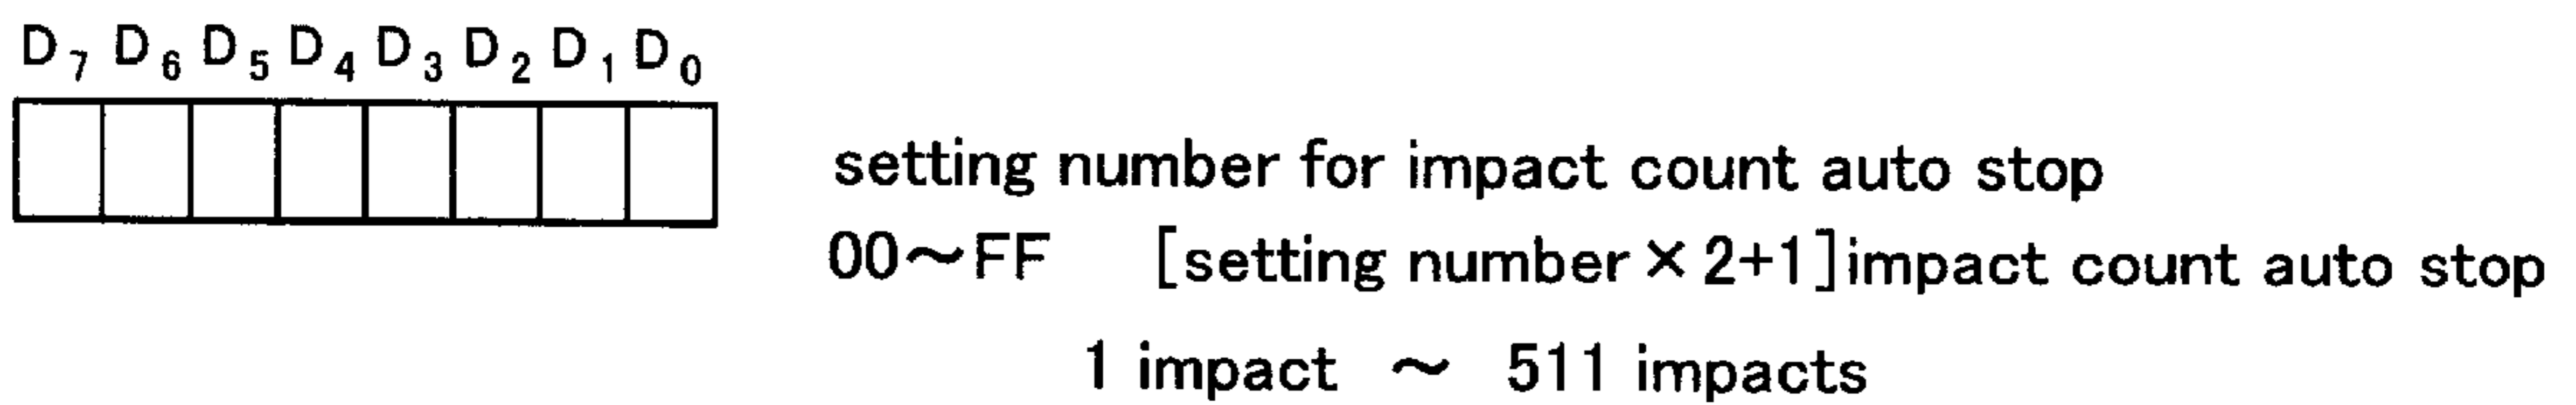 D₇ D₆ D₅ D₄ D₃ D₂ D₁ D₀
setting number for impact count auto stop
00～FF [setting number × 2+1]impact count auto stop
1 impact ～ 511 impacts